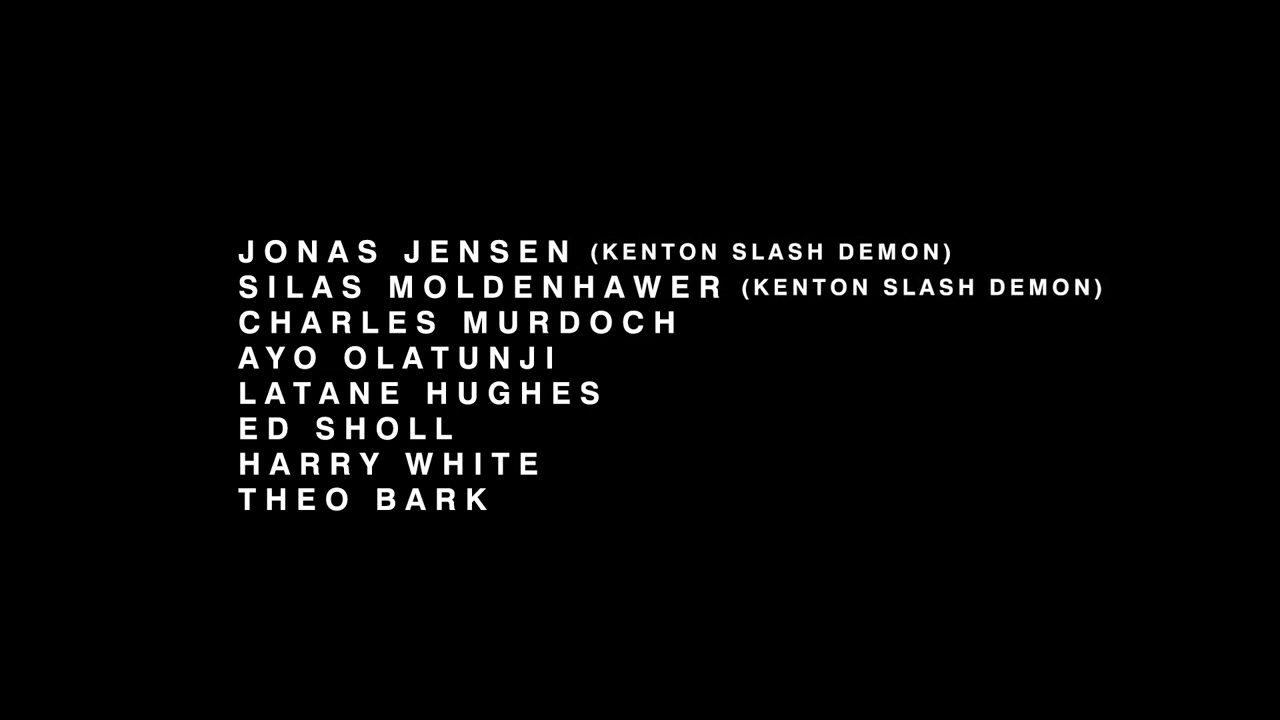 JONAS JENSEN (KENTON SLASH DEMON)
SILAS MOLDENHAWER (KENTON SLASH DEMON)
CHARLES MURDOCH
AYO OLATUNJI
LATANE HUGHES
ED SHOLL
HARRY WHITE
THEO BARK